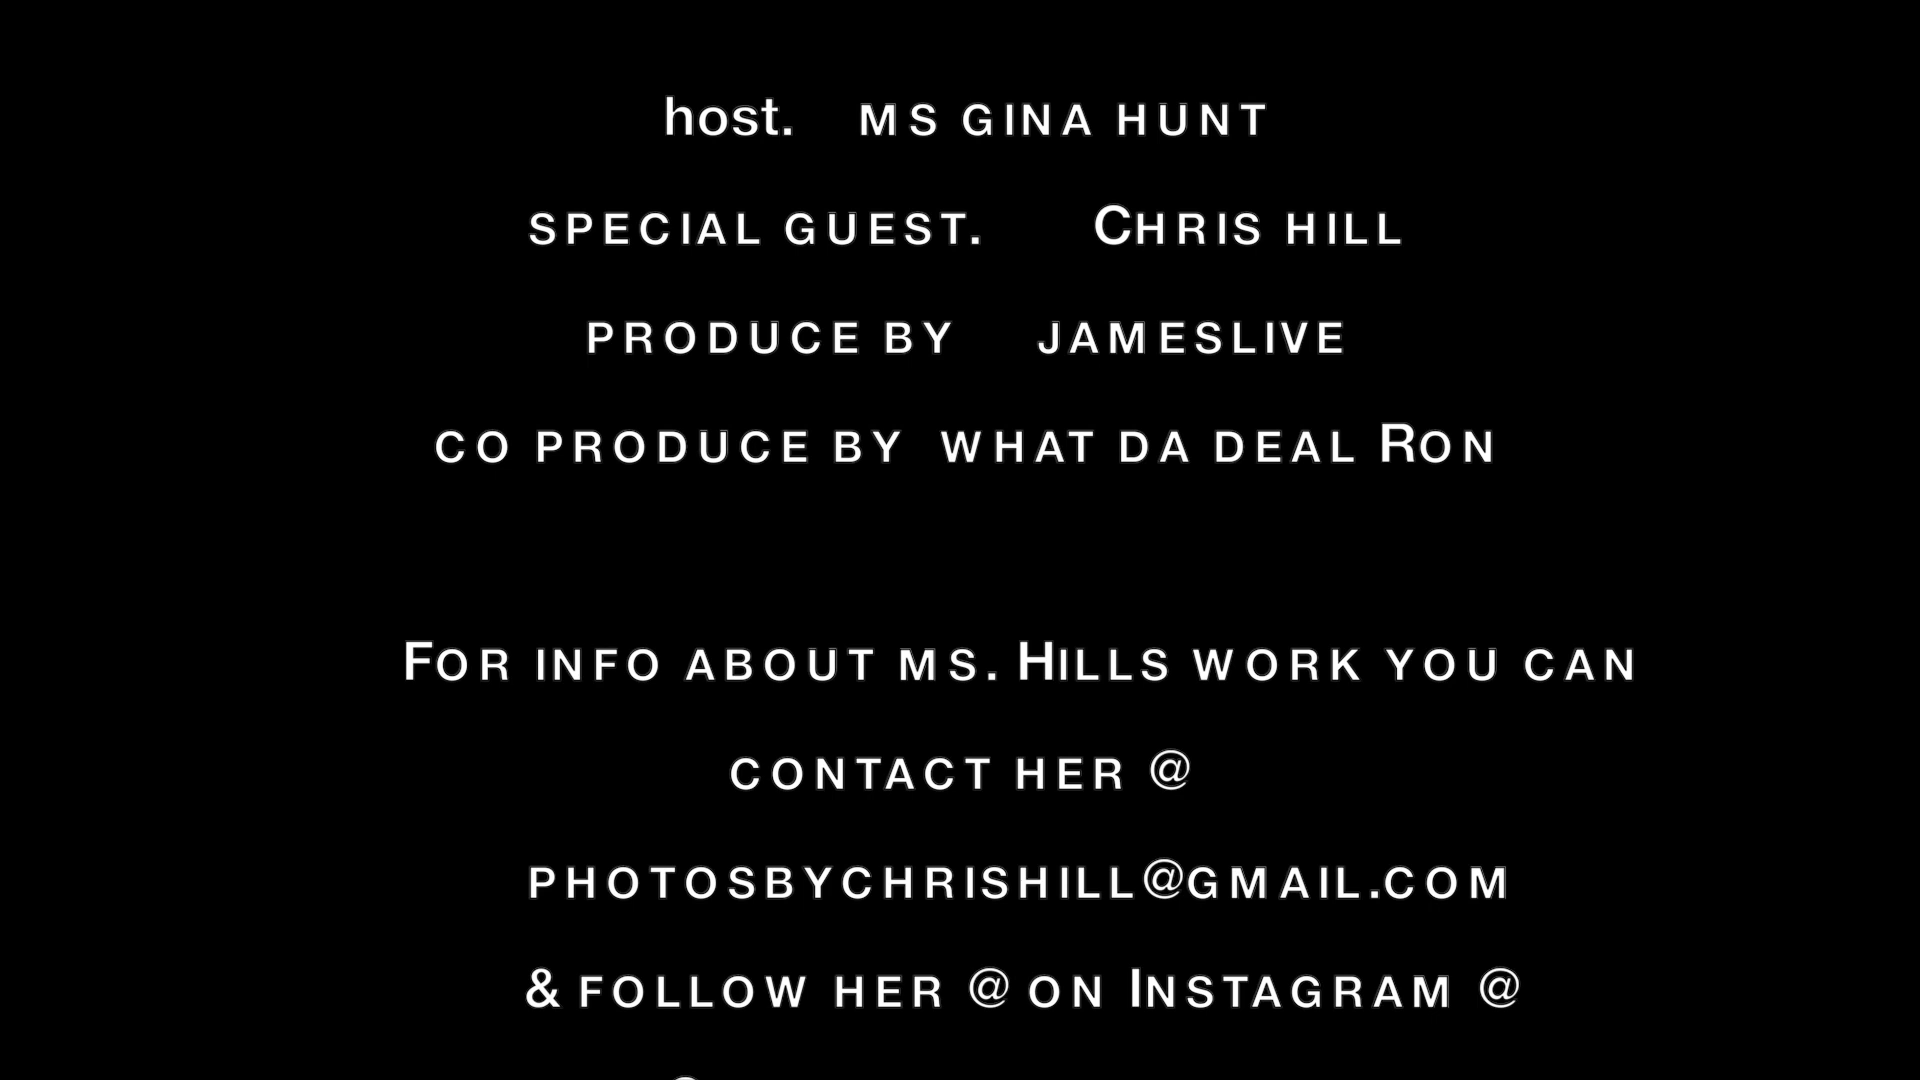 host. MS GINA HUNT
SPECIAL GUEST. CHRIS HILL
PRODUCE BY JAMESLIVE
CO PRODUCE BY WHAT DA DEAL RON
FOR INFO ABOUT MS. HILLS WORK YOU CAN
CONTACT HER @
PHOTOSBYCHRISHILL@GMAIL.COM
& FOLLOW HER @ ON INSTAGRAM @